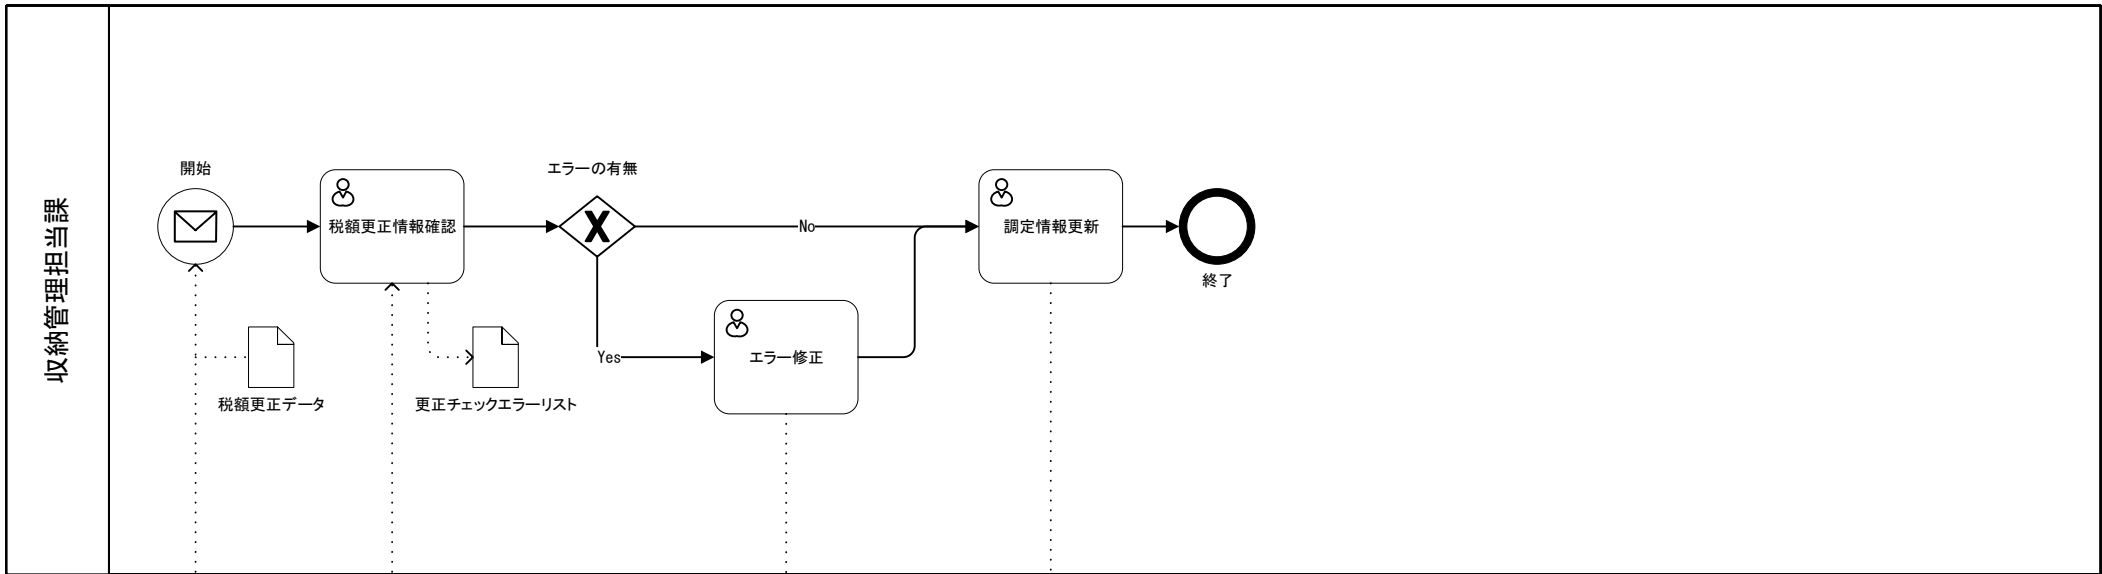 収納管理担当課
開始
エラーの有無
税額更正情報確認
No
調定情報更新
終了
Yes
エラー修正
税額更正データ
更正チェックエラーリスト